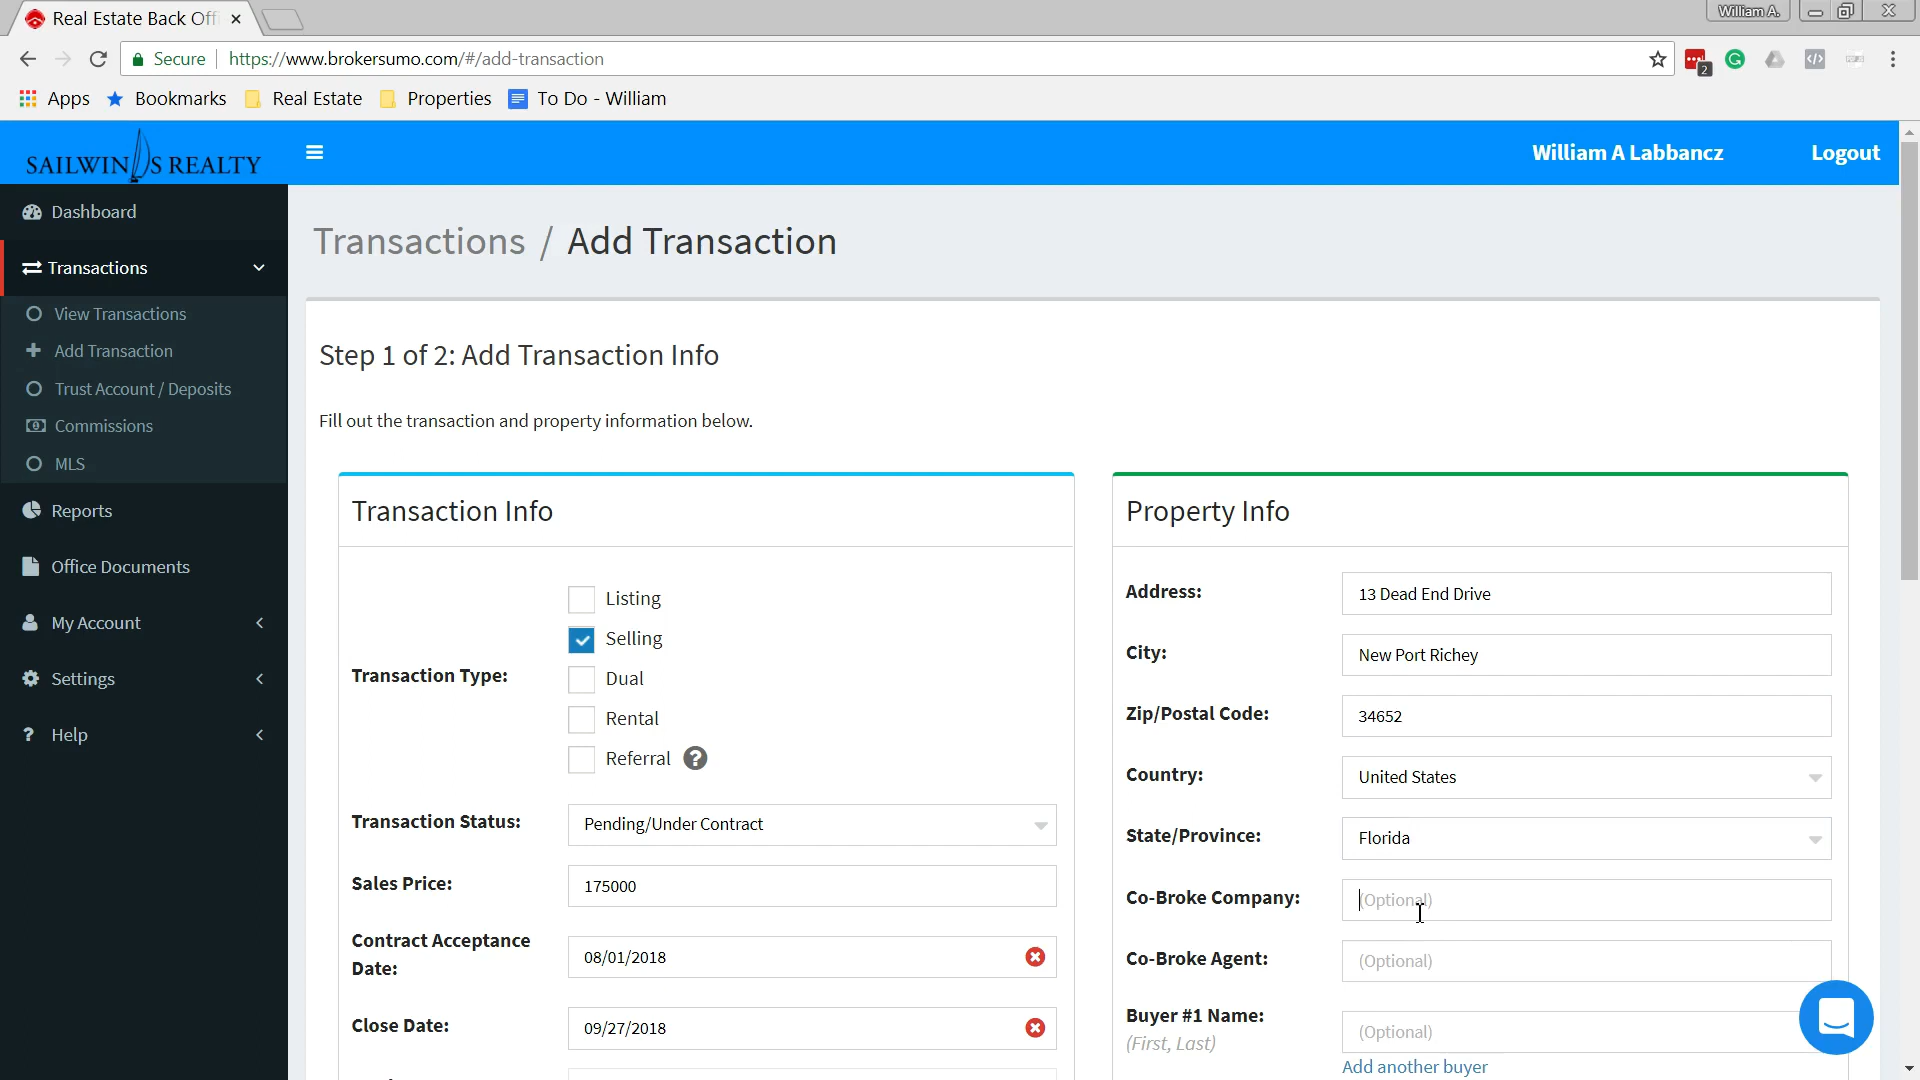 Real Estate Back Offi
William A.
Secure
https://www.brokersumo.com/#/add-transaction
2
Apps
Bookmarks
Real Estate
Properties
To Do - William
SAILWINDS REALTY
William A Labbancz
Logout
Dashboard
Transactions
View Transactions
Add Transaction
Trust Account / Deposits
Commissions
MLS
Reports
Office Documents
My Account
Settings
Help
Transactions / Add Transaction
Step 1 of 2: Add Transaction Info
Fill out the transaction and property information below.
Transaction Info
Transaction Type:
Listing
Selling
Dual
Rental
Referral
Transaction Status:
Pending/Under Contract
Sales Price:
175000
Contract Acceptance
Date:
08/01/2018
Close Date:
09/27/2018
Property Info
Address:
13 Dead End Drive
City:
New Port Richey
Zip/Postal Code:
34652
Country:
United States
State/Province:
Florida
Co-Broke Company:
(Optional)
Co-Broke Agent:
(Optional)
Buyer #1 Name:
(First, Last)
(Optional)
Add another buyer